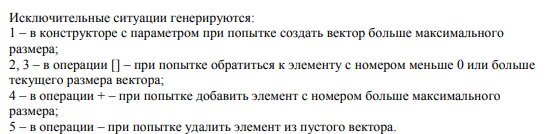 Исключительные ситуации генерируются:
1 – в конструкторе с параметром при попытке создать вектор больше максимального
размера;
2, 3 – в операции [] – при попытке обратиться к элементу с номером меньше 0 или больше
текущего размера вектора;
4 – в операции + – при попытке добавить элемент с номером больше максимального
размера;
5 – в операции – при попытке удалить элемент из пустого вектора.